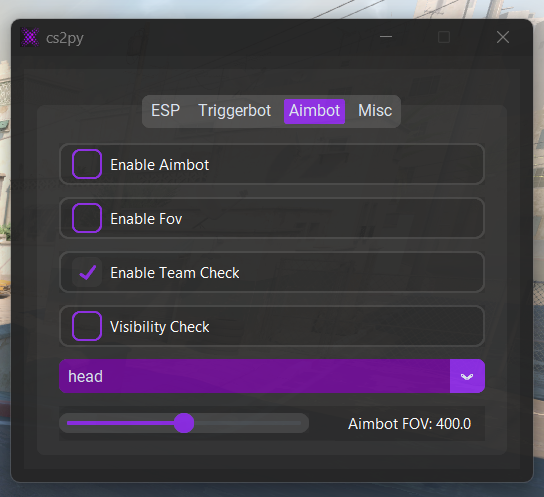 cs2py
ESP Triggerbot Aimbot Misc
Enable Aimbot
Enable Fov
Enable Team Check
Visibility Check
head
Aimbot FOV: 400.0